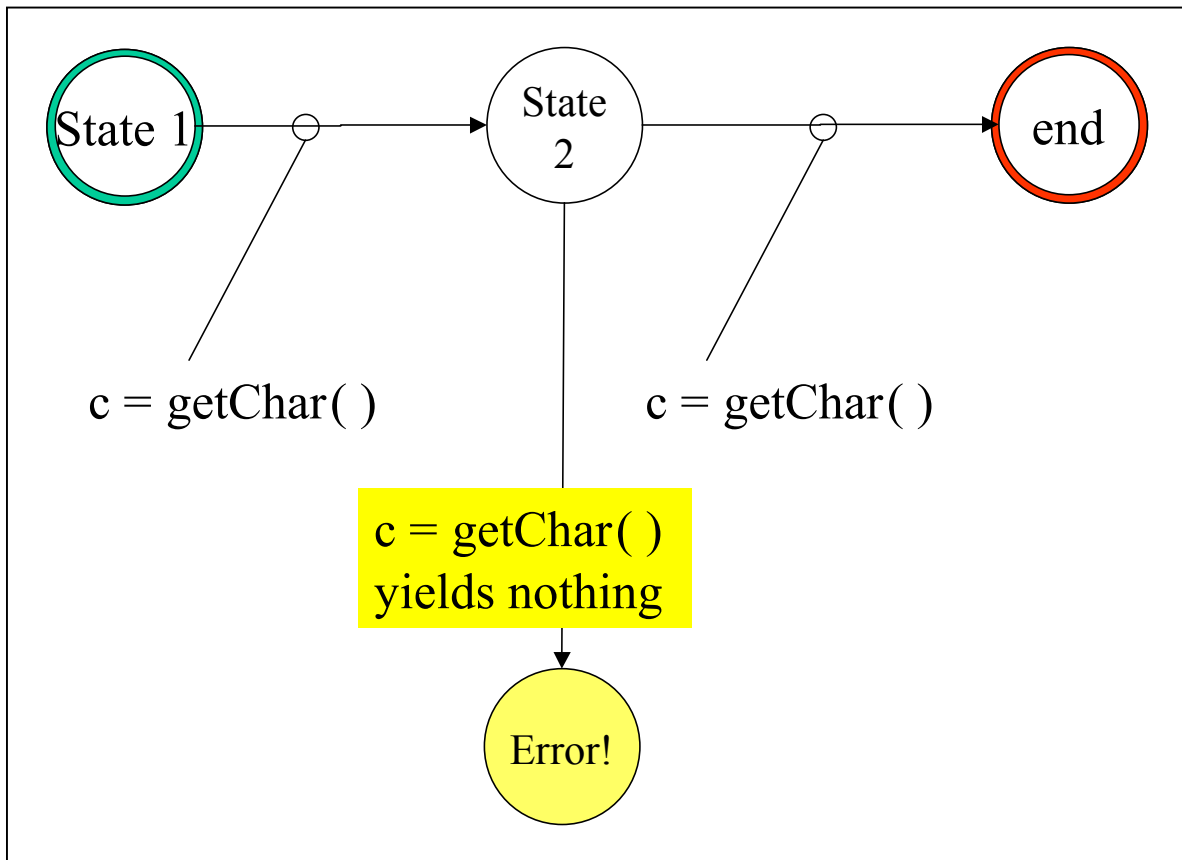 State 1
State
2
end
c = getChar( )
c = getChar( )
c = getChar( )
yields nothing
Error!